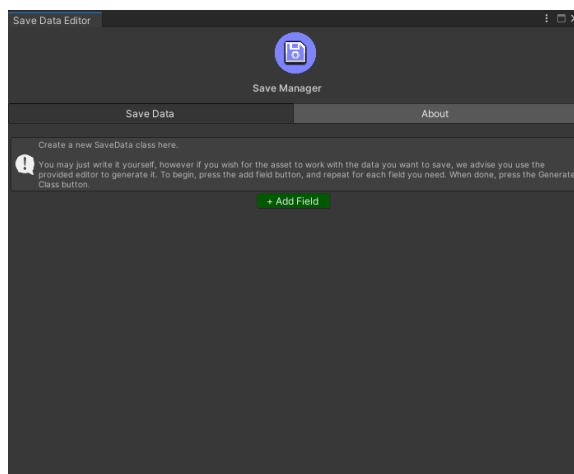 Save Data Editor
Save Manager
Save Data
About
Create a new SaveData class here.
You may just write it yourself, however if you wish for the asset to work with the data you want to save, we advise you use the
provided editor to generate it. To begin, press the add field button, and repeat for each field you need. When done, press the Generate
Class button.
+ Add Field